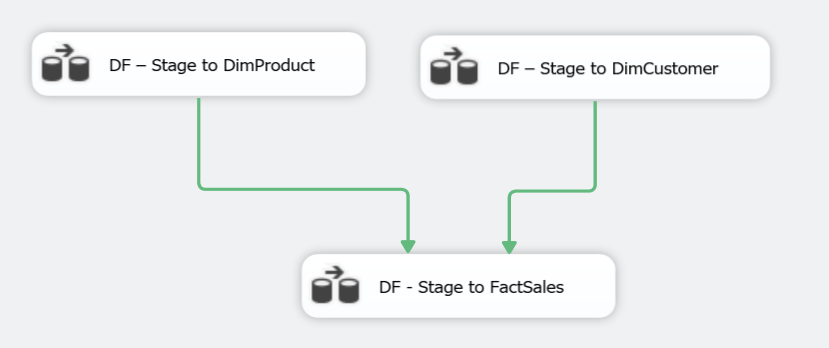 DF – Stage to DimProduct
DF – Stage to DimCustomer
DF - Stage to FactSales